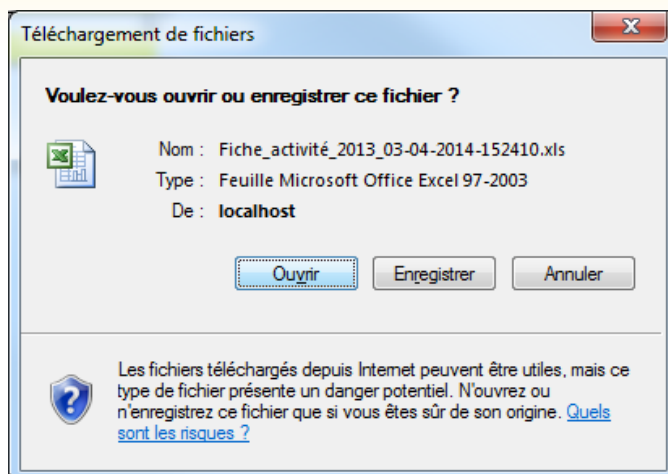 Téléchargement de fichiers
Voulez-vous ouvrir ou enregistrer ce fichier ?
Nom : Fiche_activité_2013_03-04-2014-152410.xls
Type : Feuille Microsoft Office Excel 97-2003
De : localhost
Ouvrir Enregistrer Annuler
Les fichiers téléchargés depuis Internet peuvent être utiles, mais ce
type de fichier présente un danger potentiel. N'ouvrez ou
n'enregistrez ce fichier que si vous êtes sûr de son origine. Quels
sont les risques ?